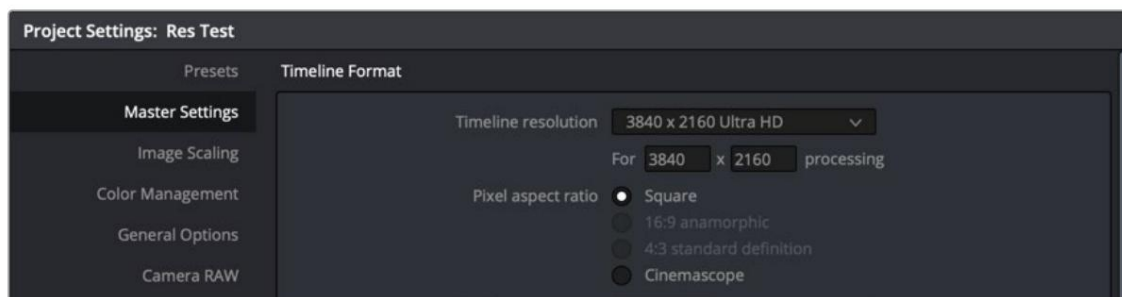 Project Settings: Res Test
Presets
Timeline Format
Master Settings
Timeline resolution 3840 x 2160 Ultra HD
Image Scaling
For 3840 x 2160 processing
Color Management
Pixel aspect ratio Square
16:9 anamorphic
General Options
4:3 standard definition
Camera RAW
Cinemascope